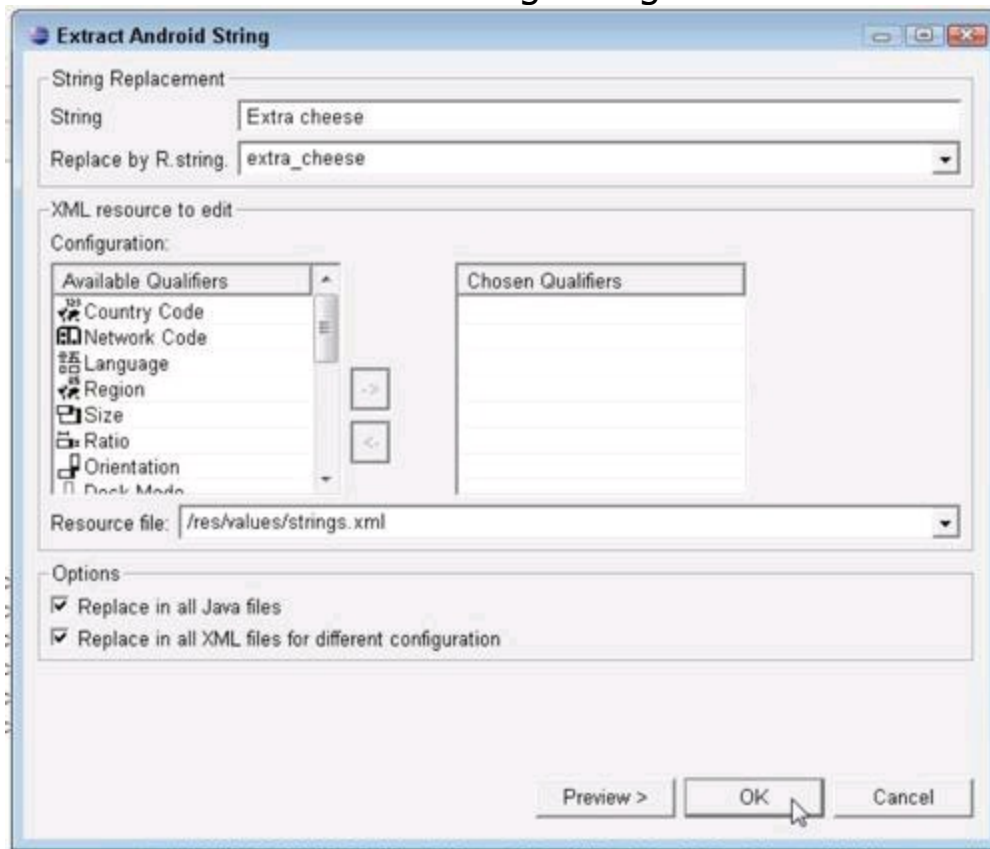 Extract Android String
String Replacement
String Extra cheese
Replace by R.string. extra_cheese
XML resource to edit
Configuration:
Available Qualifiers
Country Code
Network Code
Language
Region
Size
Ratio
Orientation
Dock Mode
->
<-
Chosen Qualifiers
Resource file: /res/values/strings.xml
Options
Replace in all Java files
Replace in all XML files for different configuration
Preview >
OK
Cancel